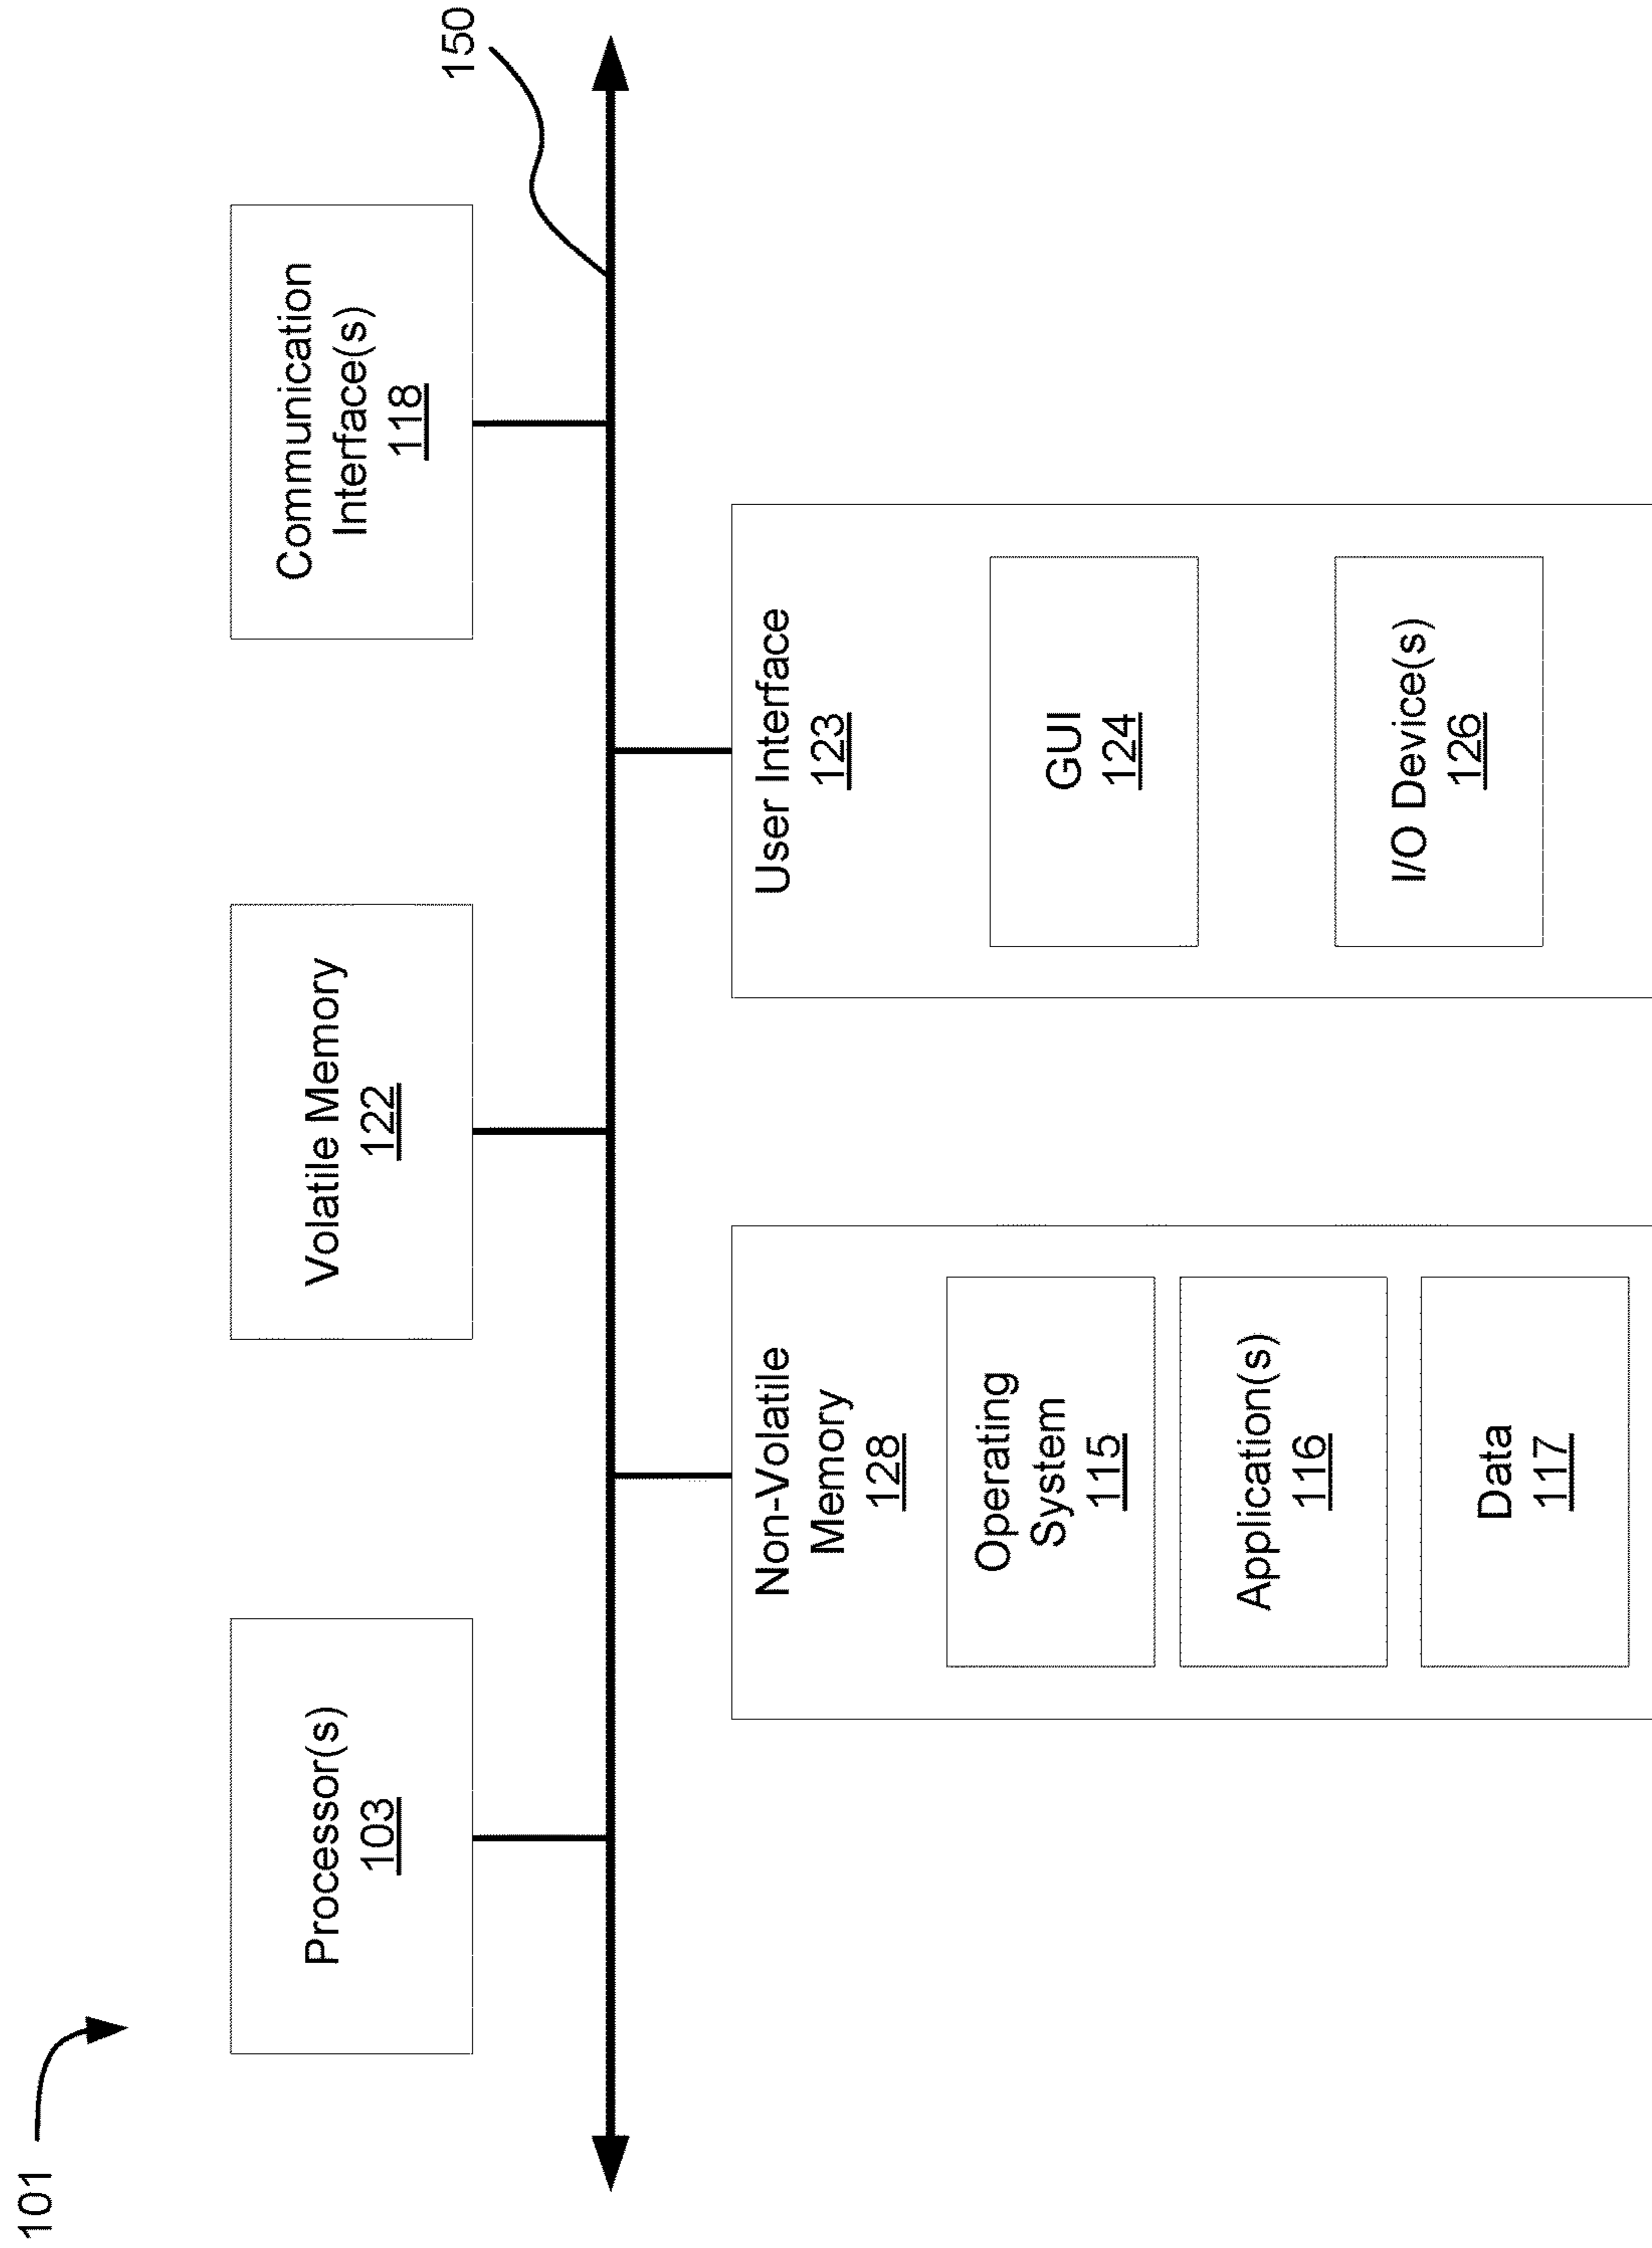 101
Processor(s)
103
Volatile Memory
122
Communication
Interface(s)
118
150
Non-Volatile
Memory
128
Operating
System
115
Application(s)
116
Data
117
User Interface
123
GUI
124
I/O Device(s)
126